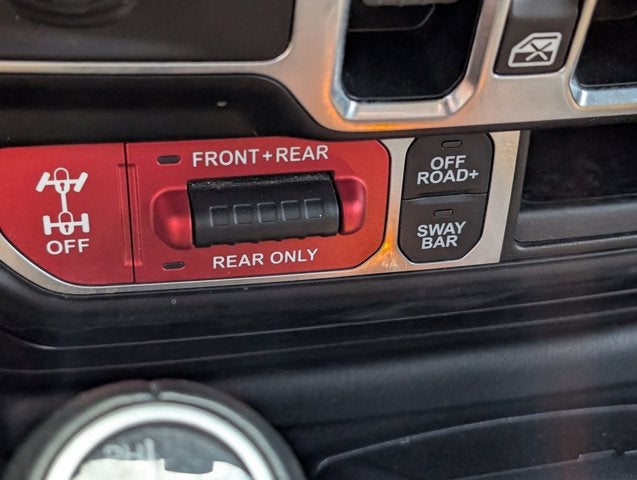 FRONT+REAR
OFF
REAR ONLY
OFF
ROAD+
SWAY
BAR